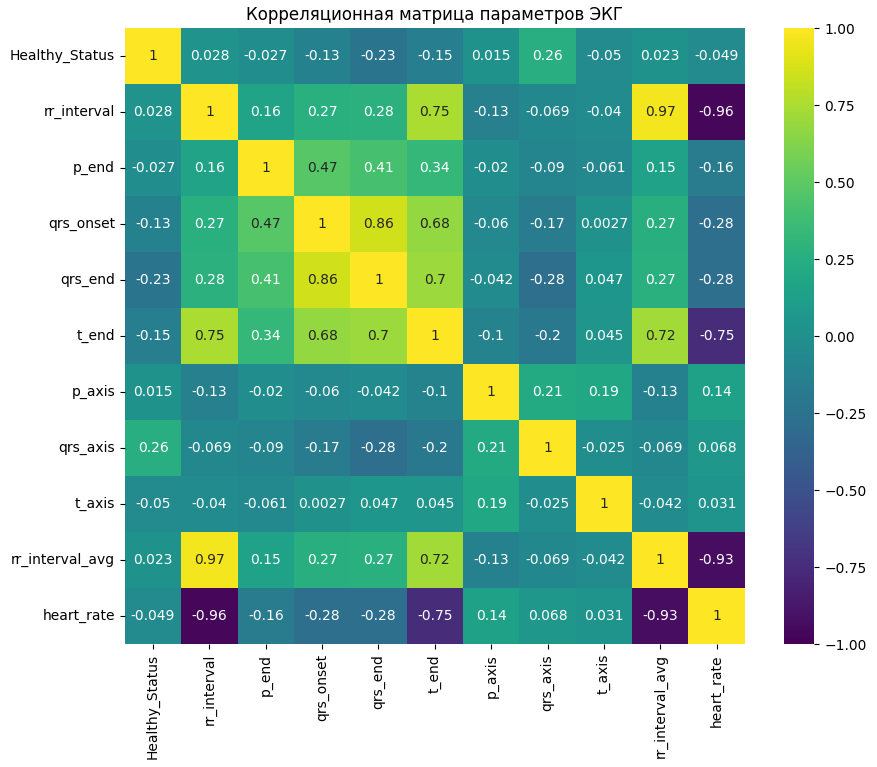 Корреляционная матрица параметров ЭКГ
Healthy_Status 1 0.028 -0.027 -0.13 -0.23 -0.15 0.015 0.26 -0.05 0.023 -0.049
rr_interval 0.028 1 0.16 0.27 0.28 0.75 -0.13 -0.069 -0.04 0.97 -0.96
p_end -0.027 0.16 1 0.47 0.41 0.34 -0.02 -0.09 -0.061 0.15 -0.16
qrs_onset -0.13 0.27 0.47 1 0.86 0.68 -0.06 -0.17 0.0027 0.27 -0.28
qrs_end -0.23 0.28 0.41 0.86 1 0.7 -0.042 -0.28 0.047 0.27 -0.28
t_end -0.15 0.75 0.34 0.68 0.7 1 -0.1 -0.2 0.045 0.72 -0.75
p_axis 0.015 -0.13 -0.02 -0.06 -0.042 -0.1 1 0.21 0.19 -0.13 0.14
qrs_axis 0.26 -0.069 -0.09 -0.17 -0.28 -0.2 0.21 1 -0.025 -0.069 0.068
t_axis -0.05 -0.04 -0.061 0.0027 0.047 0.045 0.19 -0.025 1 -0.042 0.031
rr_interval_avg 0.023 0.97 0.15 0.27 0.27 0.72 -0.13 -0.069 -0.042 1 -0.93
heart_rate -0.049 -0.96 -0.16 -0.28 -0.28 -0.75 0.14 0.068 0.031 -0.93 1
Healthy_Status
rr_interval
p_end
qrs_onset
qrs_end
t_end
p_axis
qrs_axis
t_axis
rr_interval_avg
heart_rate
1.00
0.75
0.50
0.25
0.00
−0.25
−0.50
−0.75
−1.00